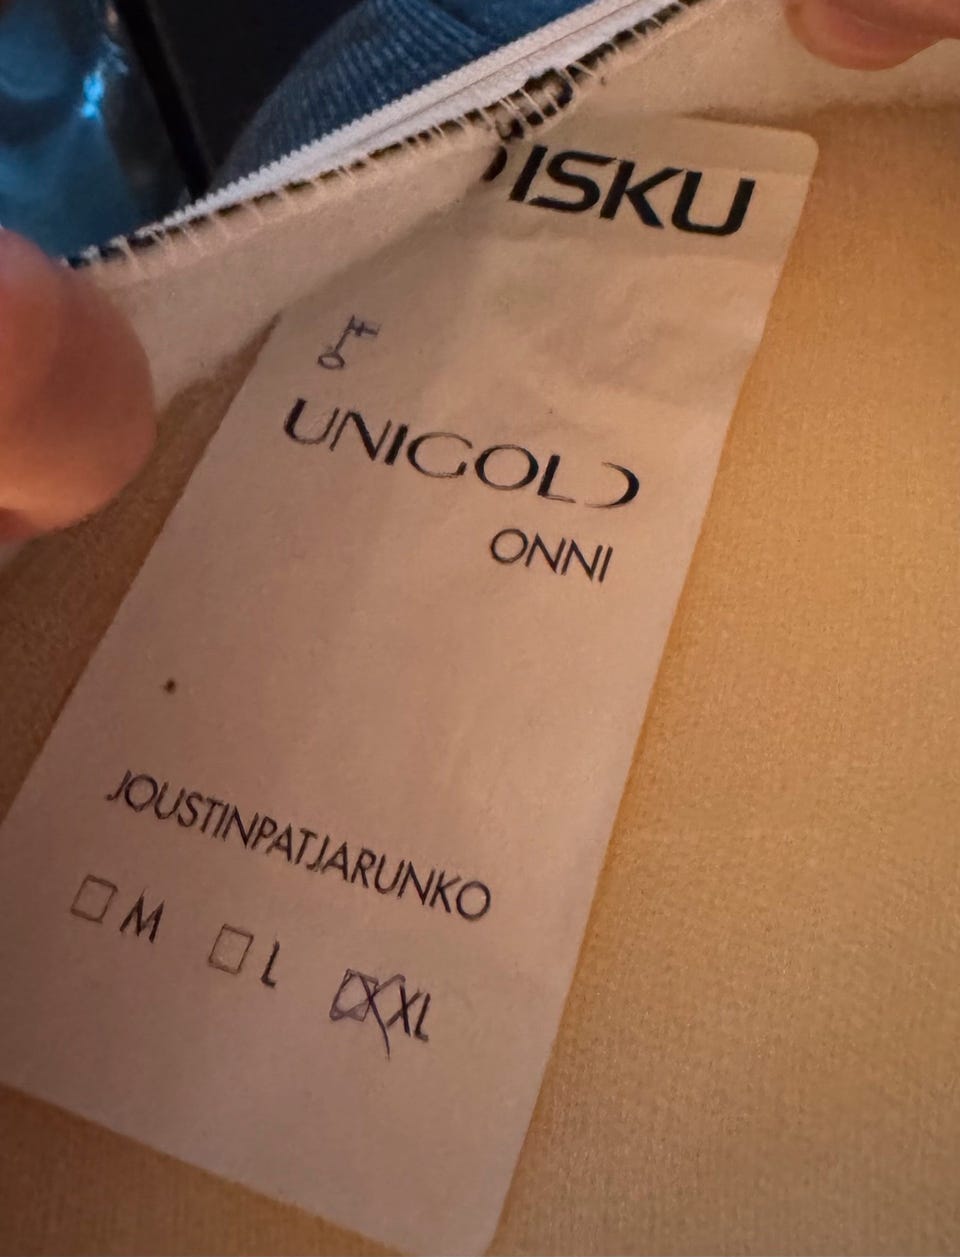 ISKU
UNIGOLD
ONNI
JOUSTINPATJARUNKO
M L XL